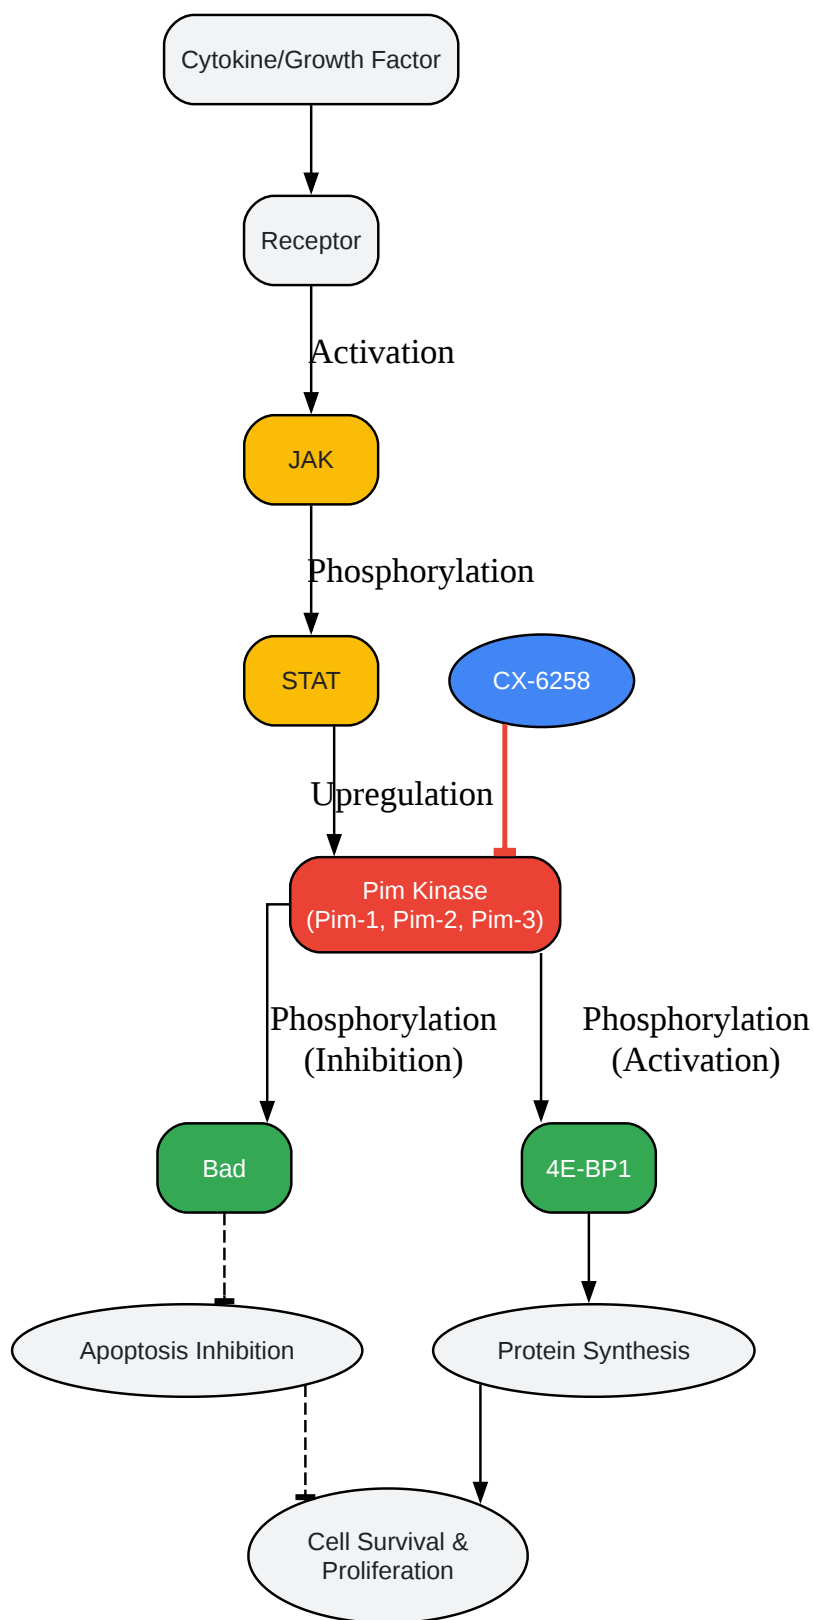 Cytokine/Growth Factor
Receptor
Activation
JAK
Phosphorylation
STAT
CX-6258
Upregulation
Pim Kinase
(Pim-1, Pim-2, Pim-3)
Phosphorylation
(Inhibition)
Phosphorylation
(Activation)
Bad
4E-BP1
Apoptosis Inhibition
Protein Synthesis
Cell Survival &
Proliferation